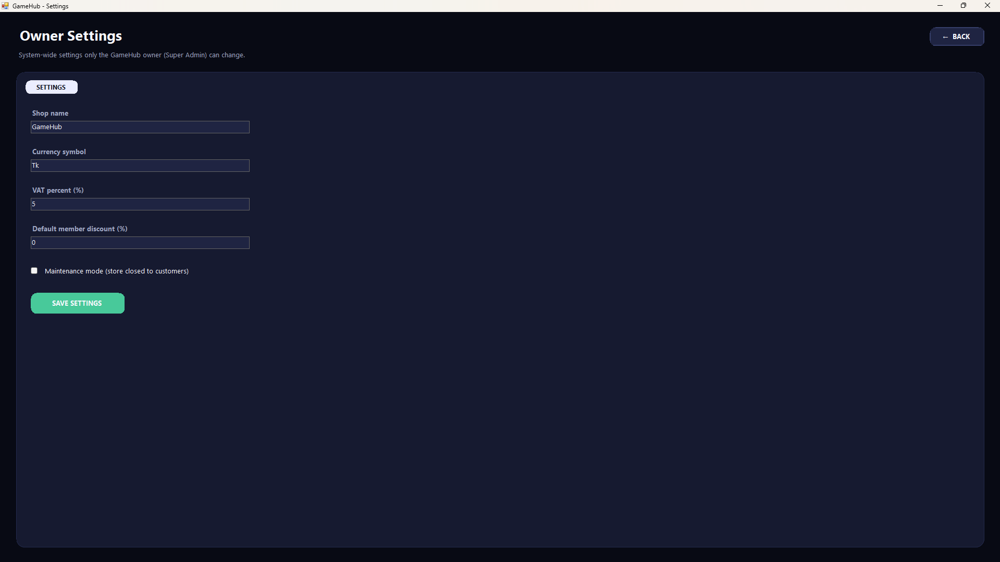 GameHub - Settings
Owner Settings
← BACK
System-wide settings only the GameHub owner (Super Admin) can change.
SETTINGS
Shop name
GameHub
Currency symbol
Tk
VAT percent (%)
5
Default member discount (%)
0
Maintenance mode (store closed to customers)
SAVE SETTINGS